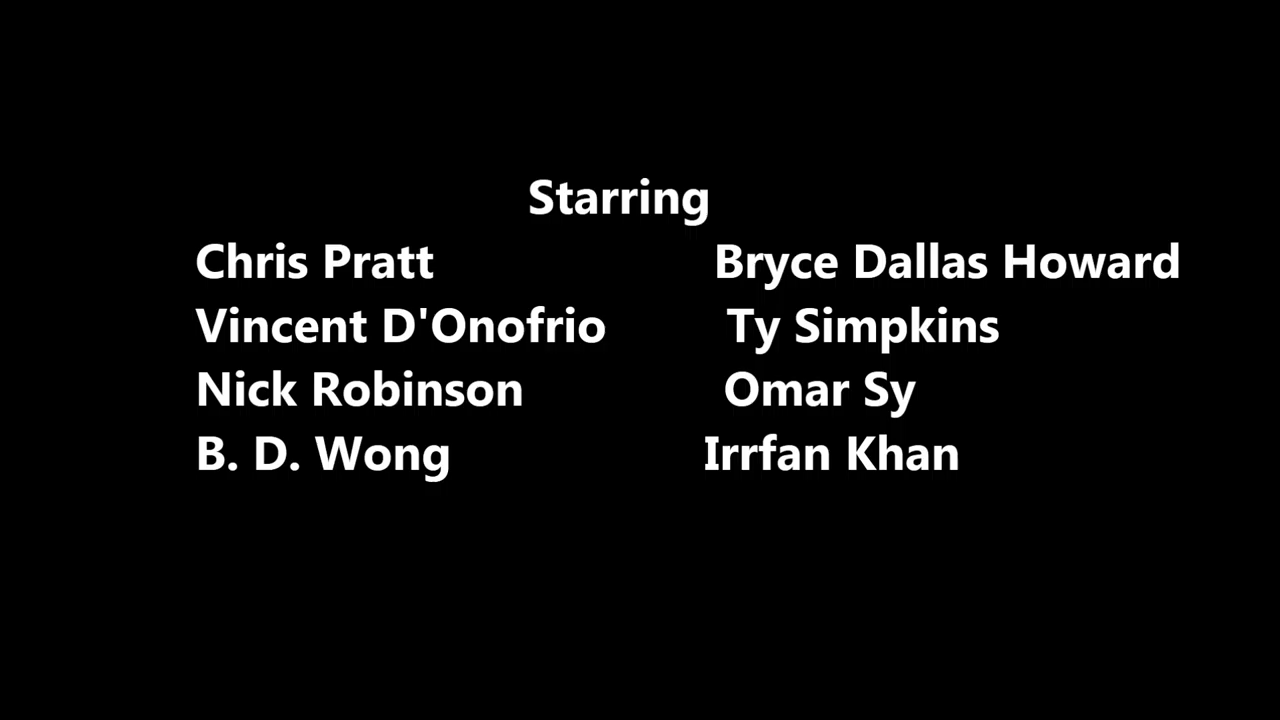 Starring
Chris Pratt Bryce Dallas Howard
Vincent D'Onofrio Ty Simpkins
Nick Robinson Omar Sy
B. D. Wong Irrfan Khan